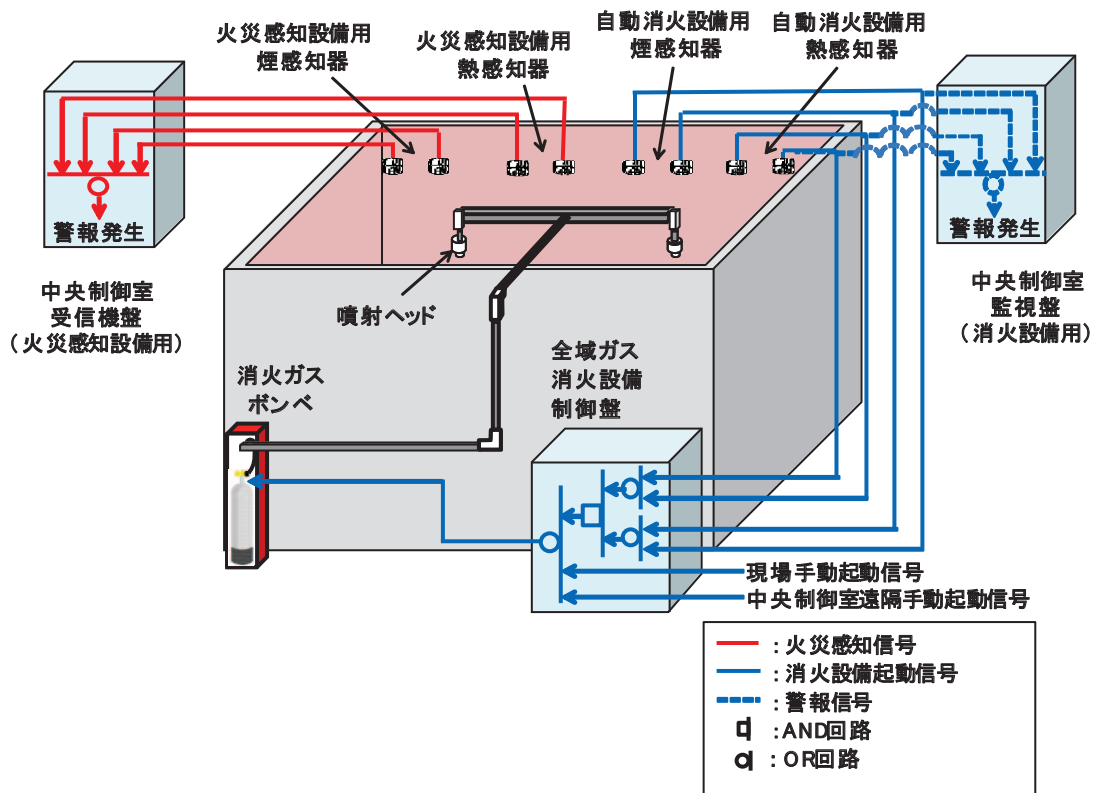 火災感知設備用
煙感知器
火災感知設備用
熱感知器
自動消火設備用
煙感知器
自動消火設備用
熱感知器
警報発生
警報発生
中央制御室
受信機盤
（火災感知設備用）
中央制御室
監視盤
（消火設備用）
噴射ヘッド
消火ガス
ボンベ
全域ガス
消火設備
制御盤
現場手動起動信号
中央制御室遠隔手動起動信号
：火災感知信号
：消火設備起動信号
：警報信号
：AND回路
：OR回路